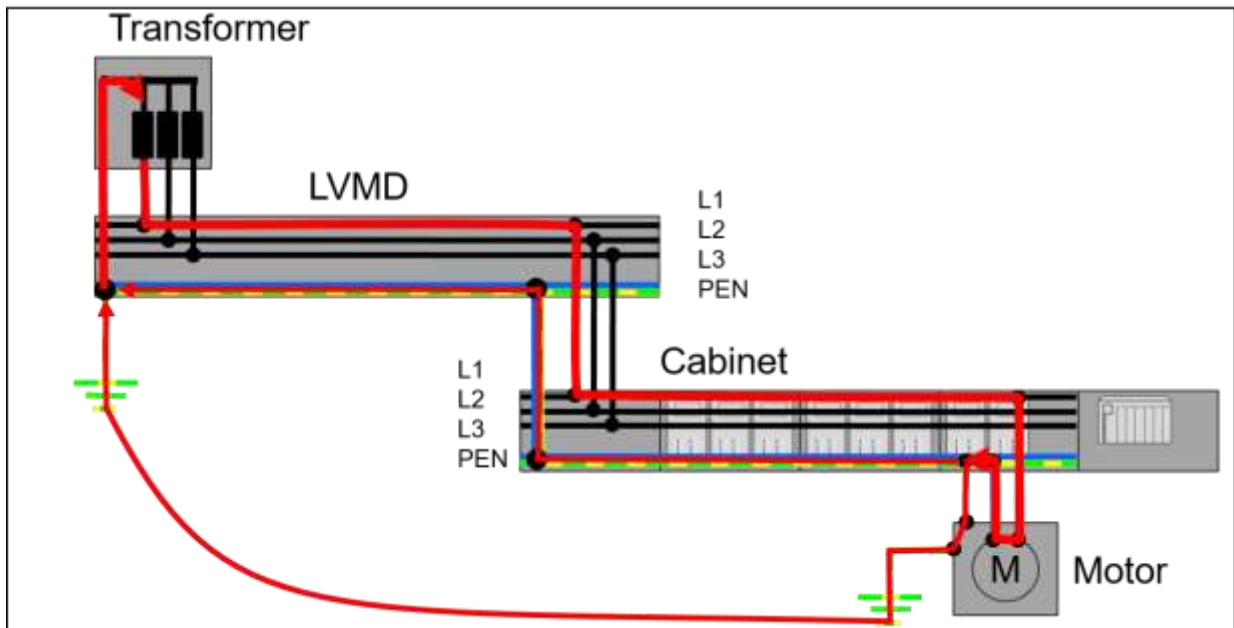 Transformer
LVMD
L1
L2
L3
PEN
Cabinet
L1
L2
L3
PEN
M
Motor